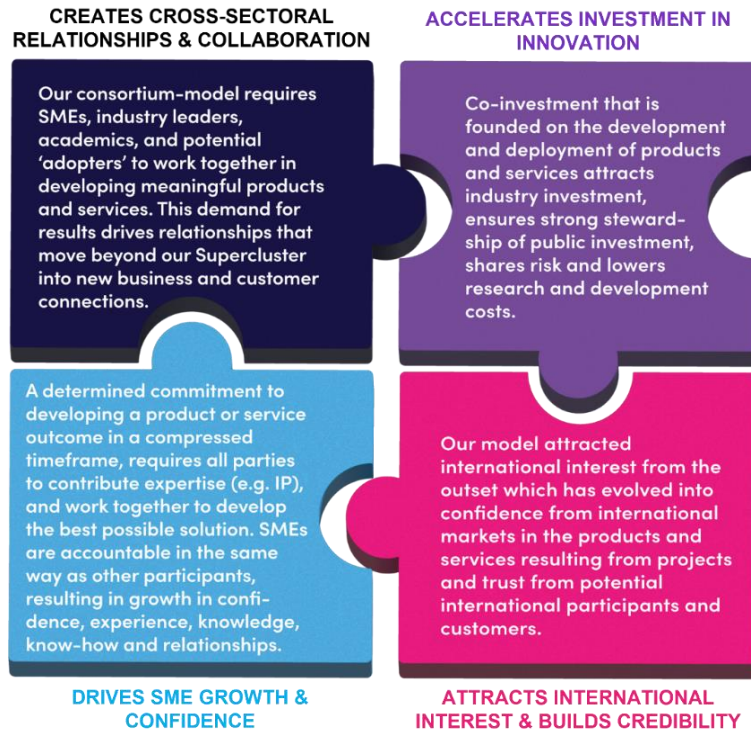 CREATES CROSS-SECTORAL
RELATIONSHIPS & COLLABORATION
Our consortium-model requires
SMEs, industry leaders,
academics, and potential
‘adopters’ to work together in
developing meaningful products
and services. This demand for
results drives relationships that
move beyond our Supercluster
into new business and customer
connections.
ACCELERATES INVESTMENT IN
INNOVATION
Co-investment that is
founded on the development
and deployment of products
and services attracts
industry investment,
ensures strong steward-
ship of public investment,
shares risk and lowers
research and development
costs.
A determined commitment to
developing a product or service
outcome in a compressed
timeframe, requires all parties
to contribute expertise (e.g. IP),
and work together to develop
the best possible solution. SMEs
are accountable in the same
way as other participants,
resulting in growth in confi-
dence, experience, knowledge,
know-how and relationships.
DRIVES SME GROWTH &
CONFIDENCE
Our model attracted
international interest from the
outset which has evolved into
confidence from international
markets in the products and
services resulting from projects
and trust from potential
international participants and
customers.
ATTRACTS INTERNATIONAL
INTEREST & BUILDS CREDIBILITY